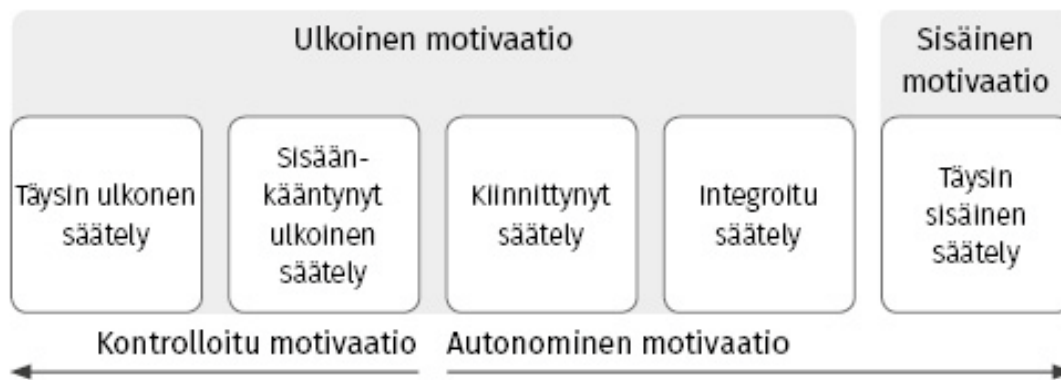 Ulkoinen motivaatio
Sisäinen
motivaatio
Täysin ulkonen
säätely
Sisään-
kääntynyt
ulkoinen
säätely
Kiinnittynyt
säätely
Integroitu
säätely
Täysin
sisäinen
säätely
Kontrolloitu motivaatio
Autonominen motivaatio